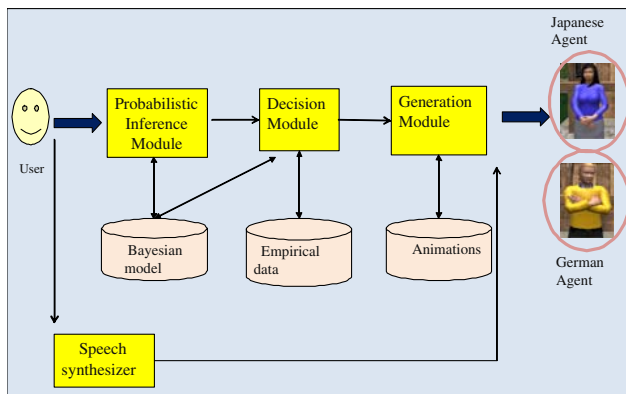 Japanese
Agent
Probabilistic
Inference
Module
Decision
Module
Generation
Module
User
Bayesian
model
Empirical
data
Animations
German
Agent
Speech
synthesizer